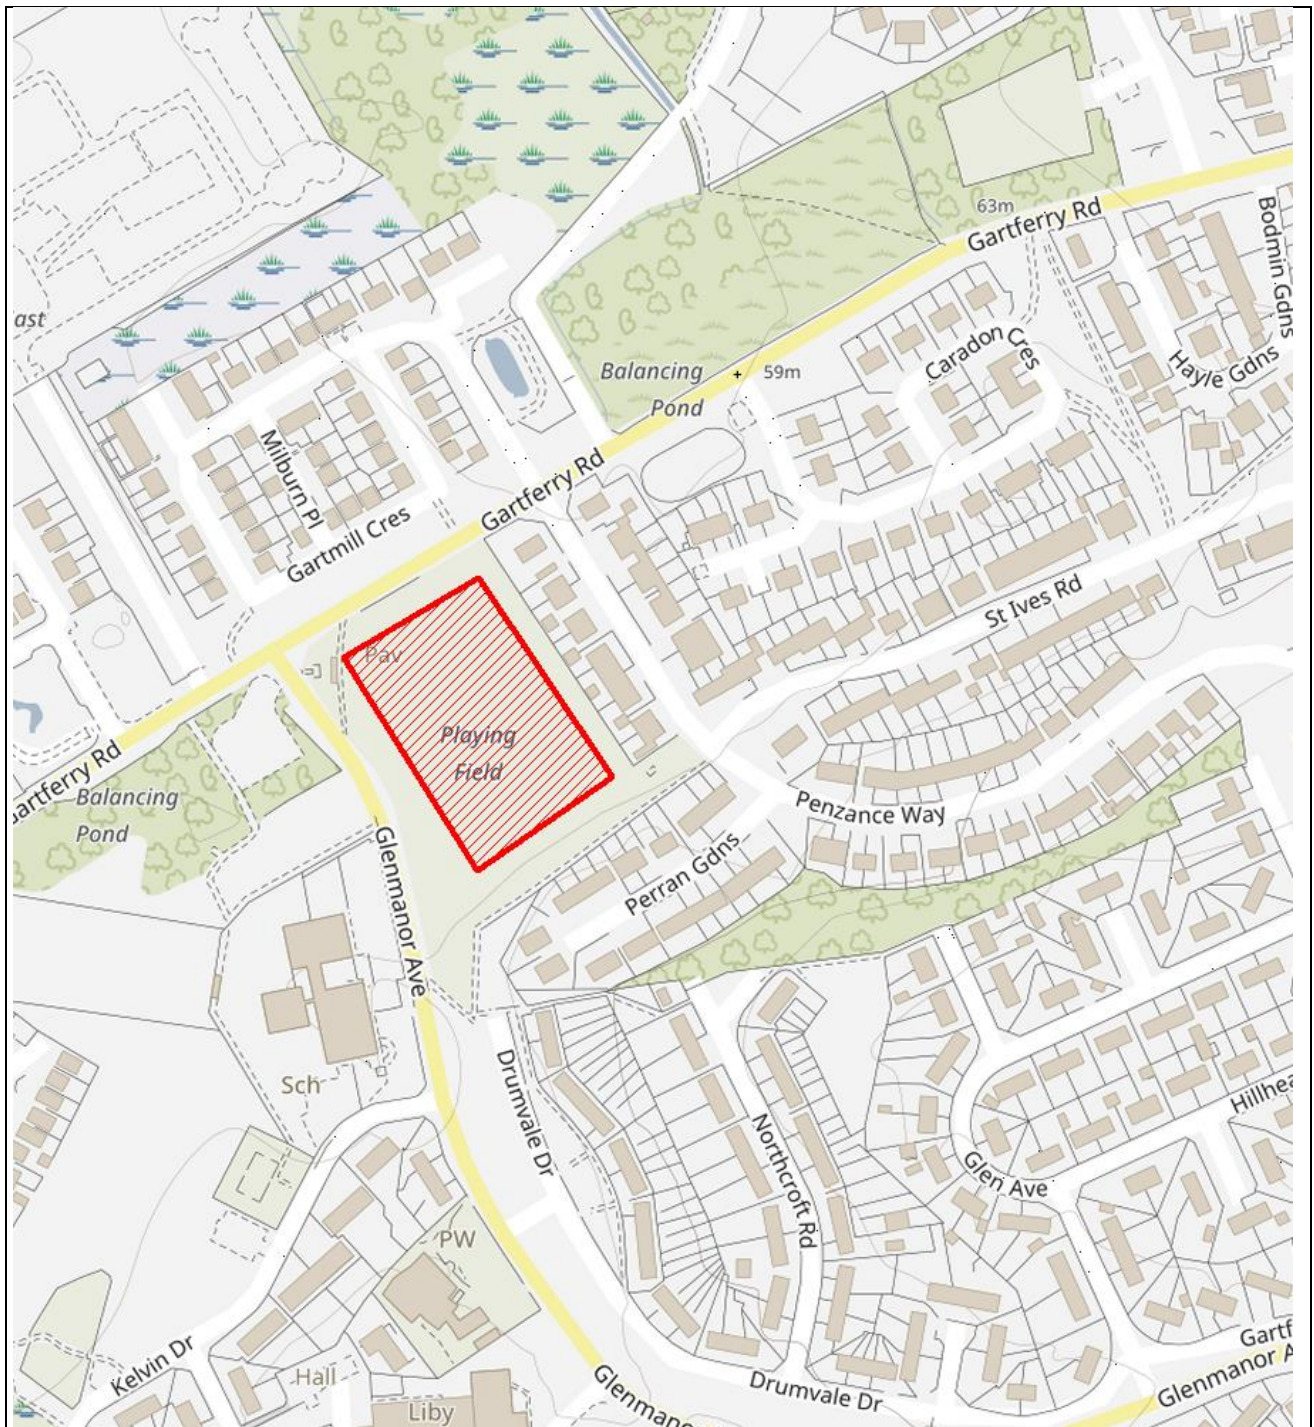 63m
Gartferry Rd
Bodmin Gdns
ast
Caradon Cres
Hayle Gdns
Balancing
Pond
59m
Milburn Pl
Gartferry Rd
Gartmill Cres
St Ives Rd
Pav
Playing
Field
Gartferry Rd
Balancing
Pond
Penzance Way
Glenmanor Ave
Perran Gdns
Sch
Drumvale Dr
Northcroft Rd
Hillhea
Glen Ave
PW
Kelvin Dr
Hall
Liby
Glenmano
Drumvale Dr
Gartf
Glenmanor A